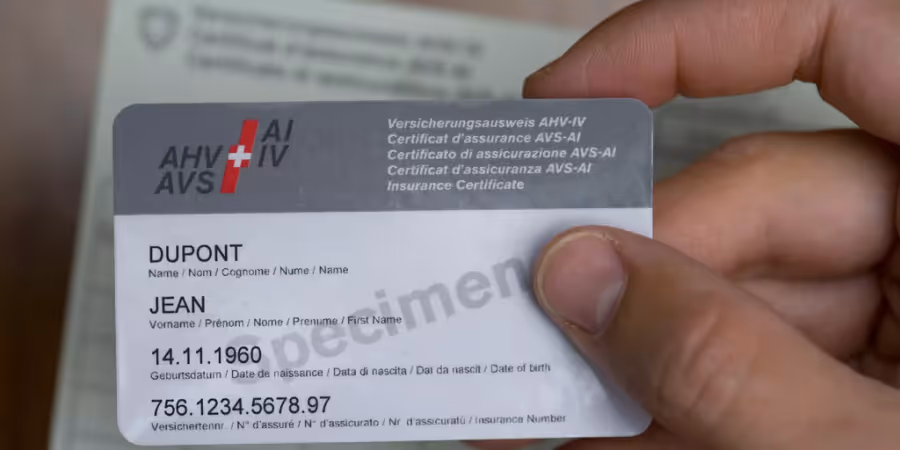 AHV AI
AVS IV
Versicherungsausweis AHV-IV
Certificat d'assurance AVS-AI
Certificato di assicurazione AVS-AI
Certificat d'assicuranza AVS-AI
Insurance Certificate
DUPONT
Name / Nom / Cognome / Nume / Name
JEAN
Vorname / Prénom / Nome / Prenume / First Name
14.11.1960
Geburtsdatum / Date de naissance / Data di nascita / Dai da nascit / Date of birth
756.1234.5678.97
Versichertennr. / N° d'assuré / N° d'assicurato / Nr d'assicuratu / Insurance Number
Specimen